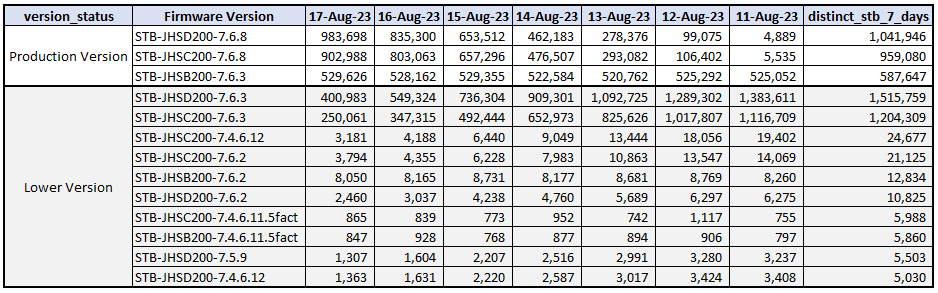 version_status Firmware Version 17-Aug-23 16-Aug-23 15-Aug-23 14-Aug-23 13-Aug-23 12-Aug-23 11-Aug-23 distinct_stb_7_days
Production Version
STB-JHSD200-7.6.8 983,698 835,300 653,512 462,183 278,376 99,075 4,889 1,041,946
STB-JHSC200-7.6.8 902,988 803,063 657,296 476,507 293,082 106,402 5,535 959,080
STB-JHSB200-7.6.3 529,626 528,162 529,355 522,584 520,762 525,292 525,052 587,647
Lower Version
STB-JHSD200-7.6.3 400,983 549,324 736,304 909,301 1,092,725 1,289,302 1,383,611 1,515,759
STB-JHSC200-7.6.3 250,061 347,315 492,444 652,973 825,626 1,017,807 1,116,709 1,204,309
STB-JHSC200-7.4.6.12 3,181 4,188 6,440 9,049 13,444 18,056 19,402 24,677
STB-JHSC200-7.6.2 3,794 4,355 6,228 7,983 10,863 13,547 14,069 21,125
STB-JHSB200-7.6.2 8,050 8,165 8,731 8,177 8,681 8,769 8,260 12,834
STB-JHSD200-7.6.2 2,460 3,037 4,238 4,760 5,689 6,297 6,275 10,825
STB-JHSC200-7.4.6.11.5fact 865 839 773 952 742 1,117 755 5,988
STB-JHSB200-7.4.6.11.5fact 847 928 768 877 894 906 797 5,860
STB-JHSD200-7.5.9 1,307 1,604 2,207 2,516 2,991 3,280 3,237 5,503
STB-JHSD200-7.4.6.12 1,363 1,631 2,220 2,587 3,017 3,424 3,408 5,030